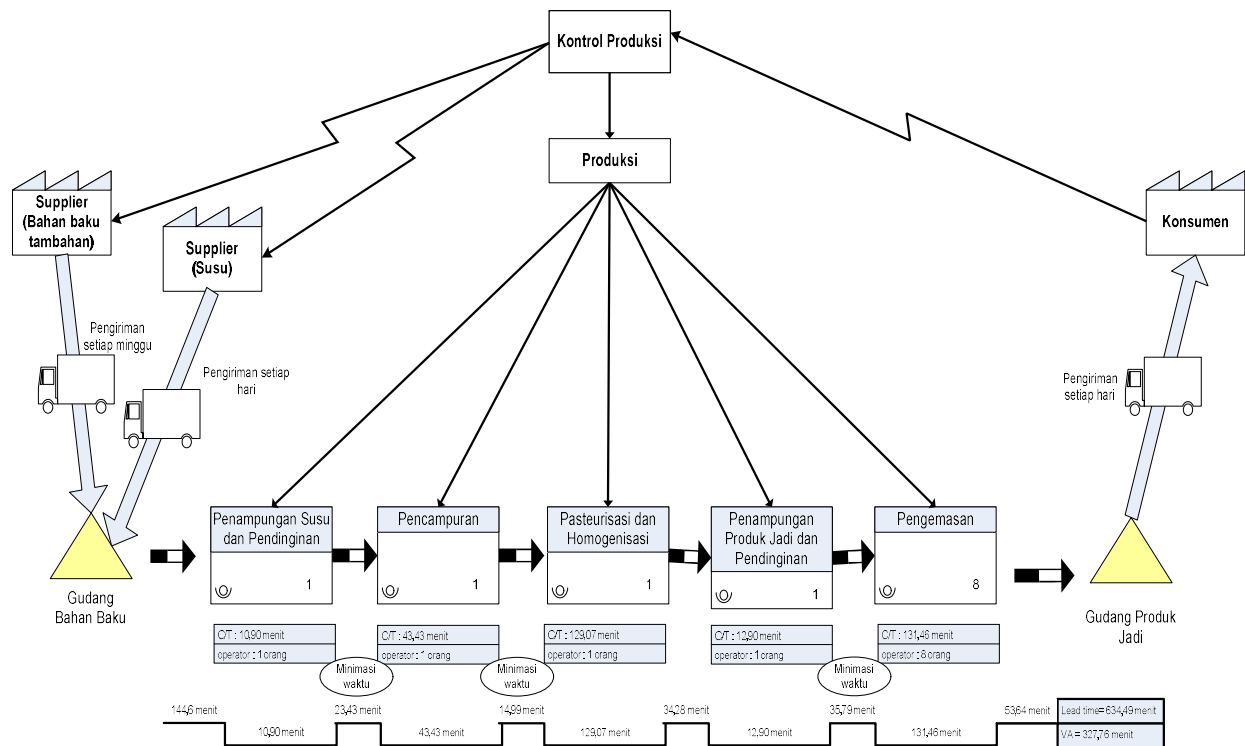 Kontrol Produksi
Produksi
Supplier
(Bahan baku
tambahan)
Supplier
(Susu)
Konsumen
Pengiriman
setiap minggu
Pengiriman setiap
hari
Pengiriman
setiap hari
Gudang
Bahan Baku
Penampungan Susu
dan Pendinginan
1
Pencampuran
1
Pasteurisasi dan
Homogenisasi
1
Penampungan
Produk Jadi dan
Pendinginan
1
Pengemasan
8
Gudang Produk
Jadi
C/T : 10,90 menit
operator : 1 orang
C/T : 43,43 menit
operator : 1 orang
C/T : 129,07 menit
operator : 1 orang
C/T : 12,90 menit
operator : 1 orang
C/T : 131,46 menit
operator : 8 orang
Minimasi
waktu
Minimasi
waktu
Minimasi
waktu
144,6 menit
23,43 menit
14,99 menit
34,28 menit
35,79 menit
53,64 menit
Lead time= 634,49 menit
10,90 menit
43,43 menit
129,07 menit
12,90 menit
131,46 menit
VA = 327,76 menit